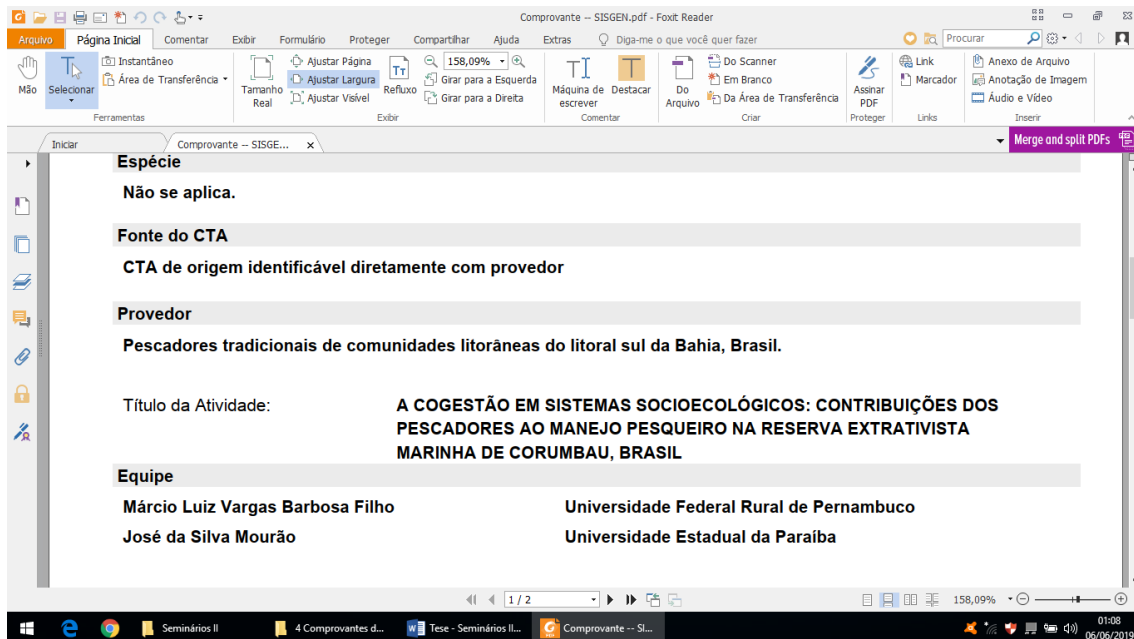 Comprovante -- SISGEN.pdf - Foxit Reader
Arquivo Página Inicial Comentar Exibir Formulário Proteger Compartilhar Ajuda Extras Diga-me o que você quer fazer Procurar
Mão
Selecionar
Instantâneo
Área de Transferência
Ferramentas
Tamanho Real
Ajustar Página
Ajustar Largura
Ajustar Visível
Refluxo
158,09%
Girar para a Esquerda
Girar para a Direita
Exibir
Máquina de escrever
Destacar
Comentar
Do Arquivo
Do Scanner
Em Branco
Da Área de Transferência
Criar
Assinar PDF
Proteger
Link
Marcador
Links
Anexo de Arquivo
Anotação de Imagem
Áudio e Vídeo
Inserir
Iniciar Comprovante -- SISGE... x Merge and split PDFs
Espécie
Não se aplica.
Fonte do CTA
CTA de origem identificável diretamente com provedor
Provedor
Pescadores tradicionais de comunidades litorâneas do litoral sul da Bahia, Brasil.
Título da Atividade: A COGESTÃO EM SISTEMAS SOCIOECOLÓGICOS: CONTRIBUIÇÕES DOS
PESCADORES AO MANEJO PESQUEIRO NA RESERVA EXTRATIVISTA
MARINHA DE CORUMBAU, BRASIL
Equipe
Márcio Luiz Vargas Barbosa Filho Universidade Federal Rural de Pernambuco
José da Silva Mourão Universidade Estadual da Paraíba
1 / 2 158,09%
Seminários II 4 Comprovantes d... Tese - Seminários II... Comprovante -- SI... 01:08
06/06/2019